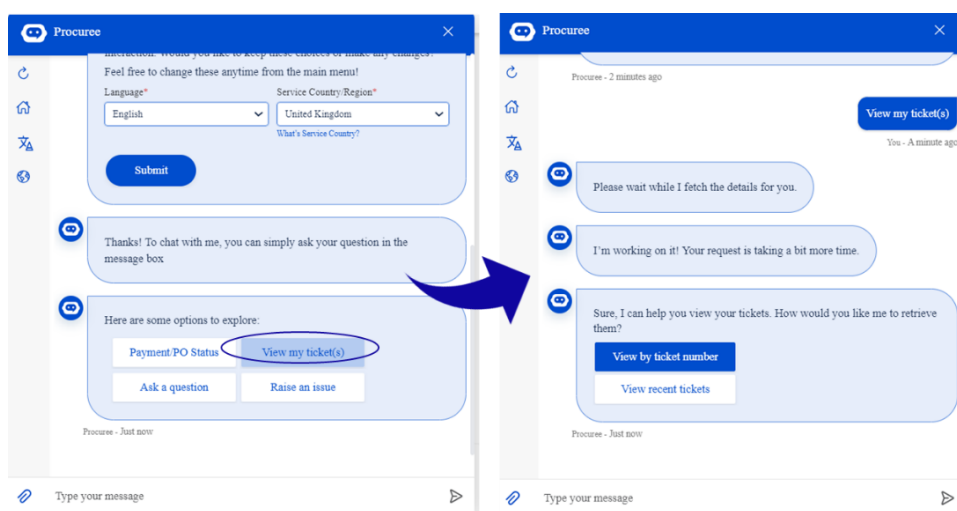 Procuree
interaction. Would you like to keep these choices or make any changes?
Feel free to change these anytime from the main menu!
Language*
Service Country/Region*
English
United Kingdom
What's Service Country?
Submit
Thanks! To chat with me, you can simply ask your question in the
message box
Here are some options to explore:
Payment/PO Status
View my ticket(s)
Ask a question
Raise an issue
Procuree - Just now
Type your message
Procuree
Procuree - 2 minutes ago
View my ticket(s)
You - A minute ago
Please wait while I fetch the details for you.
I'm working on it! Your request is taking a bit more time.
Sure, I can help you view your tickets. How would you like me to retrieve
them?
View by ticket number
View recent tickets
Procuree - Just now
Type your message